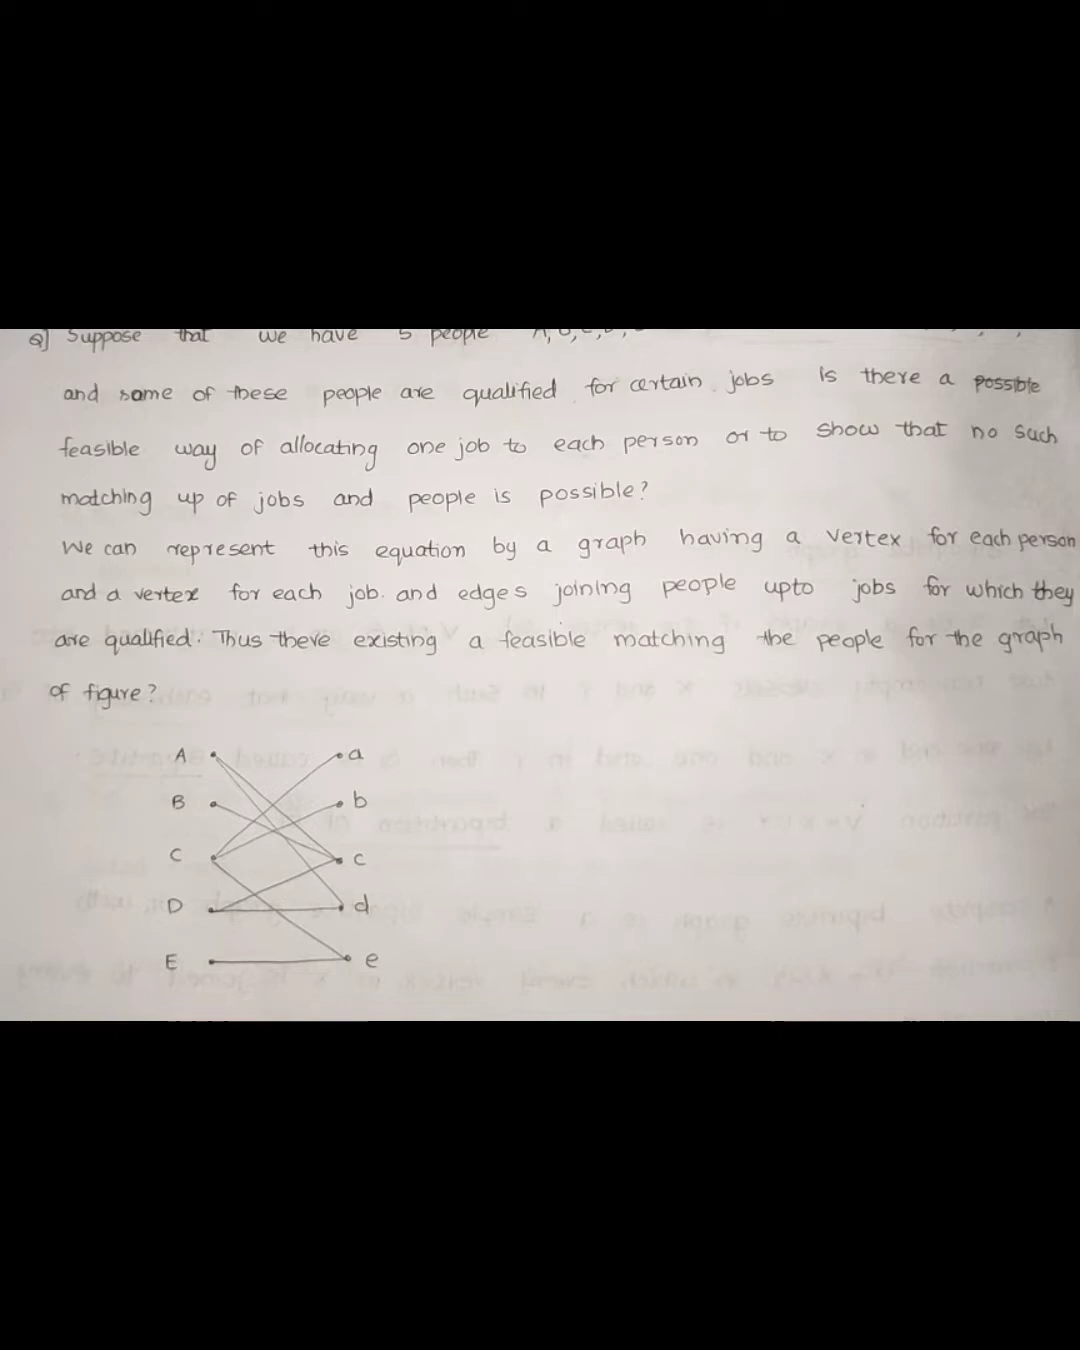 Q] Suppose that we have 5 people
and some of these people are qualified for certain jobs is there a possible
feasible way of allocating one job to each person or to show that no such
matching up of jobs and people is possible?
We can represent this equation by a graph having a vertex for each person
and a vertex for each job. and edges joining people upto jobs for which they
are qualified. Thus there existing a feasible matching the people for the graph
of figure?
A a
B b
C c
D d
E e